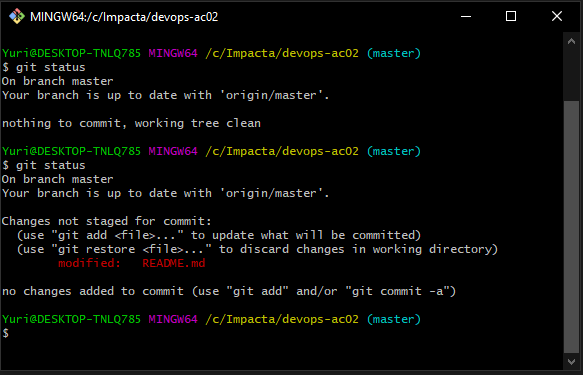 MINGW64:/c/Impacta/devops-ac02
Yuri@DESKTOP-TNLQ785 MINGW64 /c/Impacta/devops-ac02 (master)
$ git status
On branch master
Your branch is up to date with 'origin/master'.
nothing to commit, working tree clean
Yuri@DESKTOP-TNLQ785 MINGW64 /c/Impacta/devops-ac02 (master)
$ git status
On branch master
Your branch is up to date with 'origin/master'.
Changes not staged for commit:
(use "git add <file>..." to update what will be committed)
(use "git restore <file>..." to discard changes in working directory)
modified: README.md
no changes added to commit (use "git add" and/or "git commit -a")
Yuri@DESKTOP-TNLQ785 MINGW64 /c/Impacta/devops-ac02 (master)
$